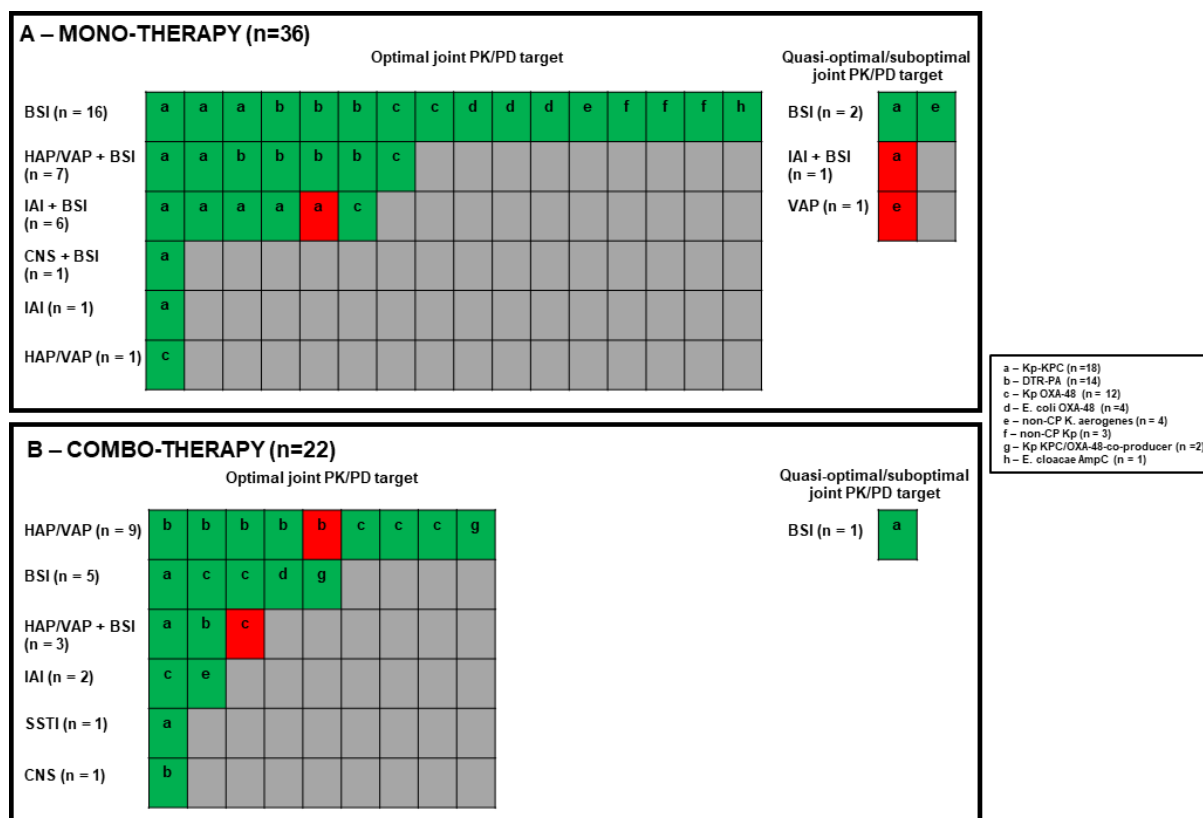 A – MONO-THERAPY (n=36)
Optimal joint PK/PD target
Quasi-optimal/suboptimal
joint PK/PD target
BSI (n = 16)
a a a b b b c c d d d e f f f h
BSI (n = 2)
a e
HAP/VAP + BSI
(n = 7)
a a b b b b c
IAI + BSI
(n = 1)
a
IAI + BSI
(n = 6)
a a a a a c
VAP (n = 1)
e
CNS + BSI
(n = 1)
a
IAI (n = 1)
a
HAP/VAP (n = 1)
c
a – Kp-KPC (n =18)
b – DTR-PA (n =14)
c – Kp OXA-48 (n = 12)
d – E. coli OXA-48 (n =4)
e – non-CP K. aerogenes (n = 4)
f – non-CP Kp (n = 3)
g – Kp KPC/OXA-48-co-producer (n =2)
h – E. cloacae AmpC (n = 1)
B – COMBO-THERAPY (n=22)
Optimal joint PK/PD target
Quasi-optimal/suboptimal
joint PK/PD target
HAP/VAP (n = 9)
b b b b b c c c g
BSI (n = 1)
a
BSI (n = 5)
a c c d g
HAP/VAP + BSI
(n = 3)
a b c
IAI (n = 2)
c e
SSTI (n = 1)
a
CNS (n = 1)
b